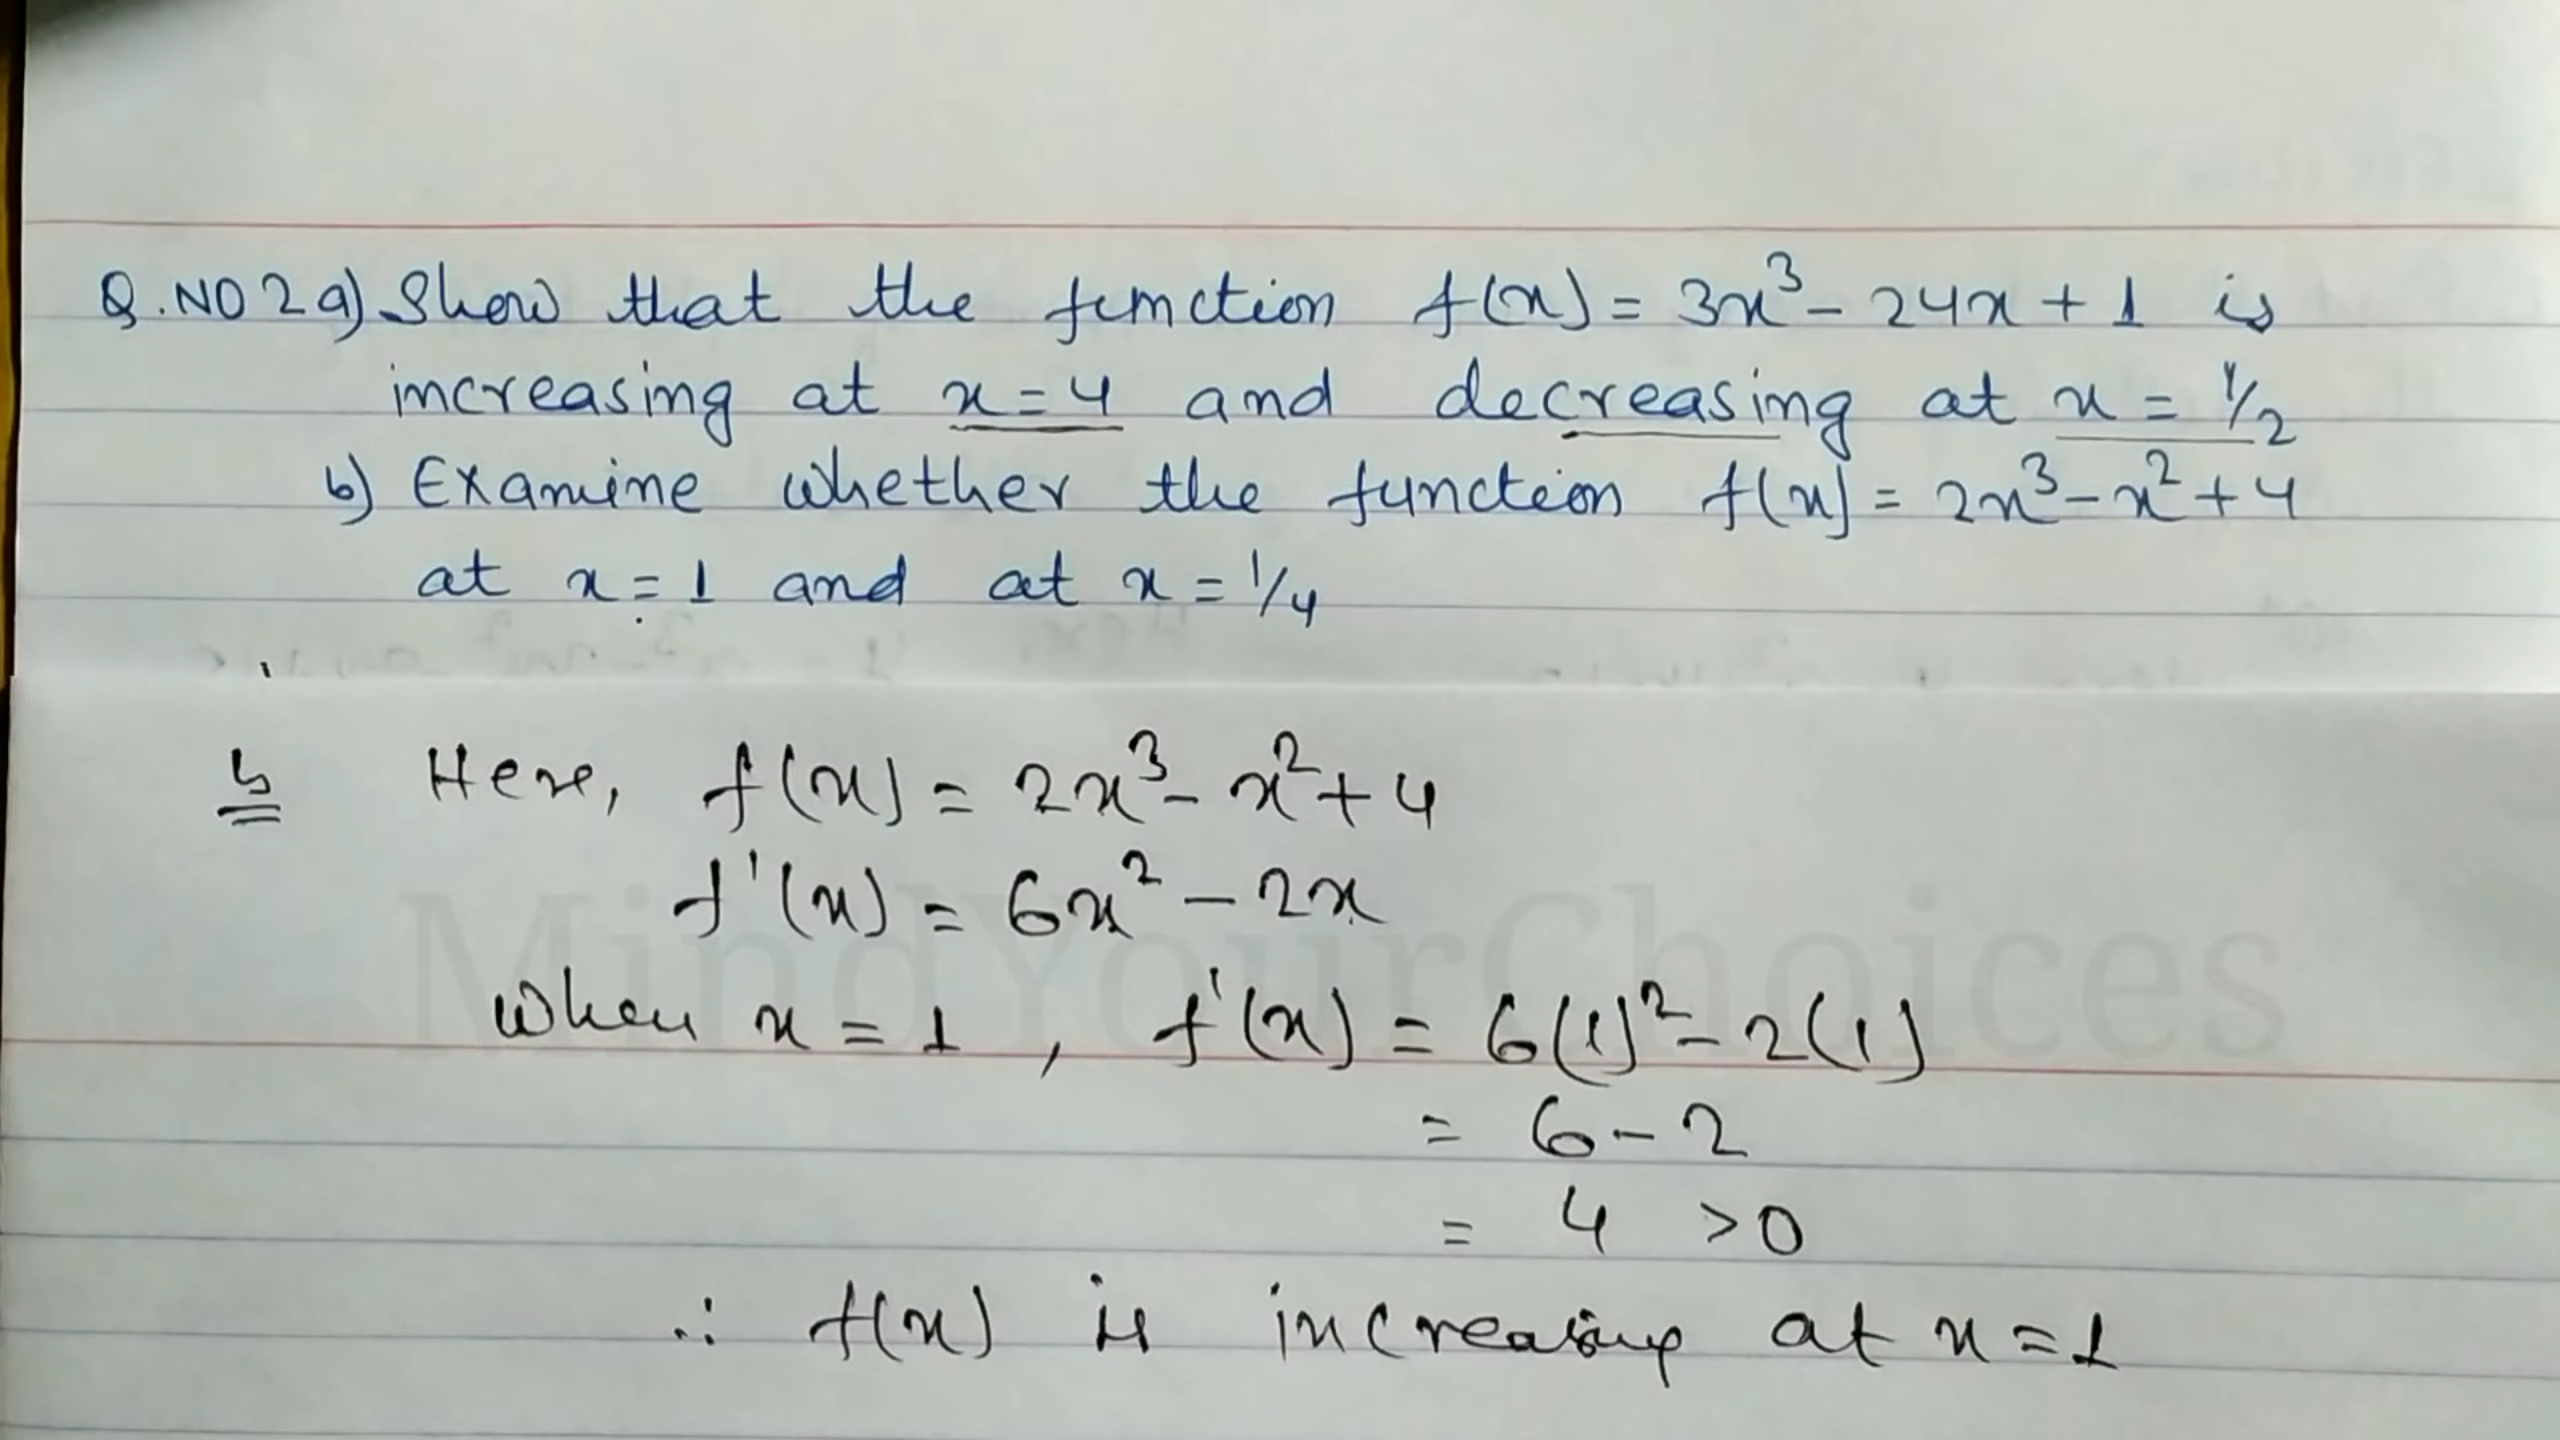 Q.NO 2 a) Show that the function f(x) = 3x³ - 24x + 1 is
increasing at x = 4 and decreasing at x = 1/2
b) Examine whether the function f(x) = 2x³ - x² + 4
at x = 1 and at x = 1/4
b Here, f(x) = 2x³ - x² + 4
f'(x) = 6x² - 2x
MindYourChoices
when x = 1, f'(x) = 6(1)² - 2(1)
= 6 - 2
= 4 > 0
∴ f(x) is increasing at x = 1